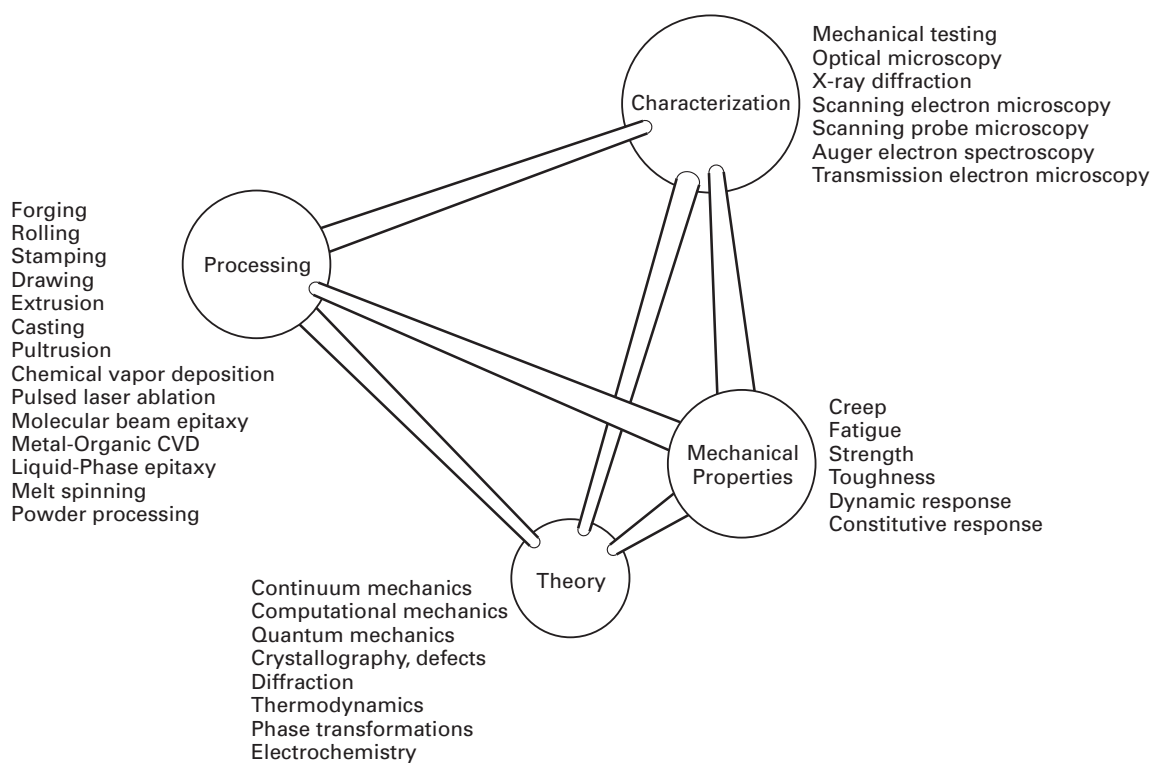 Characterization
Mechanical testing
Optical microscopy
X-ray diffraction
Scanning electron microscopy
Scanning probe microscopy
Auger electron spectroscopy
Transmission electron microscopy
Processing
Forging
Rolling
Stamping
Drawing
Extrusion
Casting
Pultrusion
Chemical vapor deposition
Pulsed laser ablation
Molecular beam epitaxy
Metal-Organic CVD
Liquid-Phase epitaxy
Melt spinning
Powder processing
Mechanical
Properties
Creep
Fatigue
Strength
Toughness
Dynamic response
Constitutive response
Theory
Continuum mechanics
Computational mechanics
Quantum mechanics
Crystallography, defects
Diffraction
Thermodynamics
Phase transformations
Electrochemistry